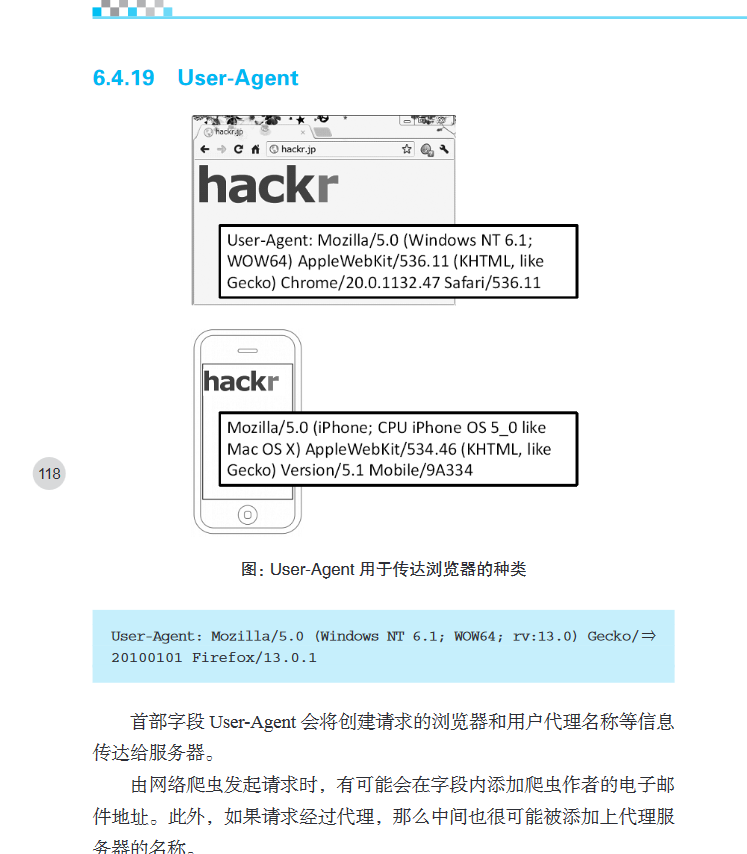 6.4.19 User-Agent
hackr.jp
hackr.jp
hackr
User-Agent: Mozilla/5.0 (Windows NT 6.1;
WOW64) AppleWebKit/536.11 (KHTML, like
Gecko) Chrome/20.0.1132.47 Safari/536.11
hackr
Mozilla/5.0 (iPhone; CPU iPhone OS 5_0 like
Mac OS X) AppleWebKit/534.46 (KHTML, like
Gecko) Version/5.1 Mobile/9A334
118
图：User-Agent 用于传达浏览器的种类
User-Agent: Mozilla/5.0 (Windows NT 6.1; WOW64; rv:13.0) Gecko/⇒
20100101 Firefox/13.0.1
首部字段 User-Agent 会将创建请求的浏览器和用户代理名称等信息
传达给服务器。
由网络爬虫发起请求时，有可能会在字段内添加爬虫作者的电子邮
件地址。此外，如果请求经过代理，那么中间也很可能被添加上代理服
务器的名称。